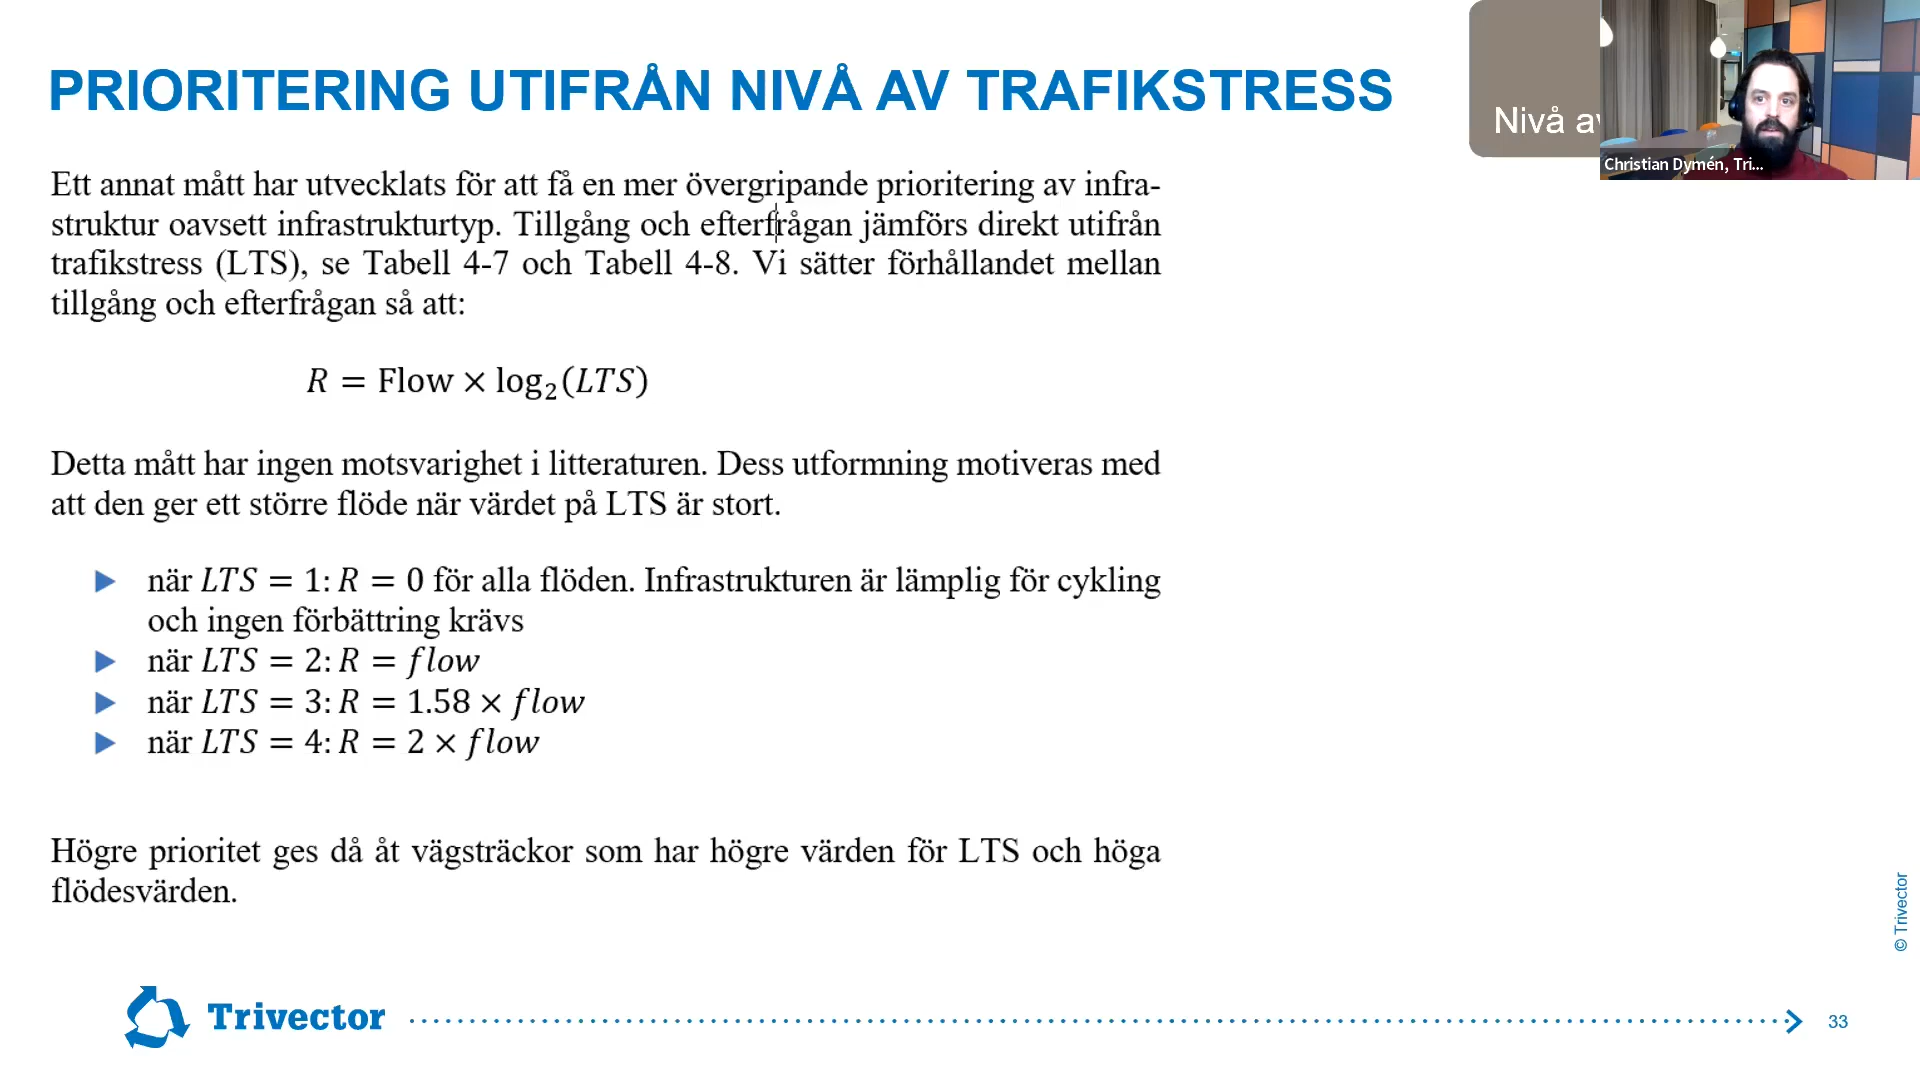 PRIORITERING UTIFRÅN NIVÅ AV TRAFIKSTRESS
Nivå av
Christian Dymén, Tri...
Ett annat mått har utvecklats för att få en mer övergripande prioritering av infra-
struktur oavsett infrastrukturtyp. Tillgång och efterfrågan jämförs direkt utifrån
trafikstress (LTS), se Tabell 4-7 och Tabell 4-8. Vi sätter förhållandet mellan
tillgång och efterfrågan så att:
R = Flow × log₂(LTS)
Detta mått har ingen motsvarighet i litteraturen. Dess utformning motiveras med
att den ger ett större flöde när värdet på LTS är stort.
när LTS = 1: R = 0 för alla flöden. Infrastrukturen är lämplig för cykling
och ingen förbättring krävs
när LTS = 2: R = flow
när LTS = 3: R = 1.58 × flow
när LTS = 4: R = 2 × flow
Högre prioritet ges då åt vägsträckor som har högre värden för LTS och höga
flödesvärden.
© Trivector
Trivector
33